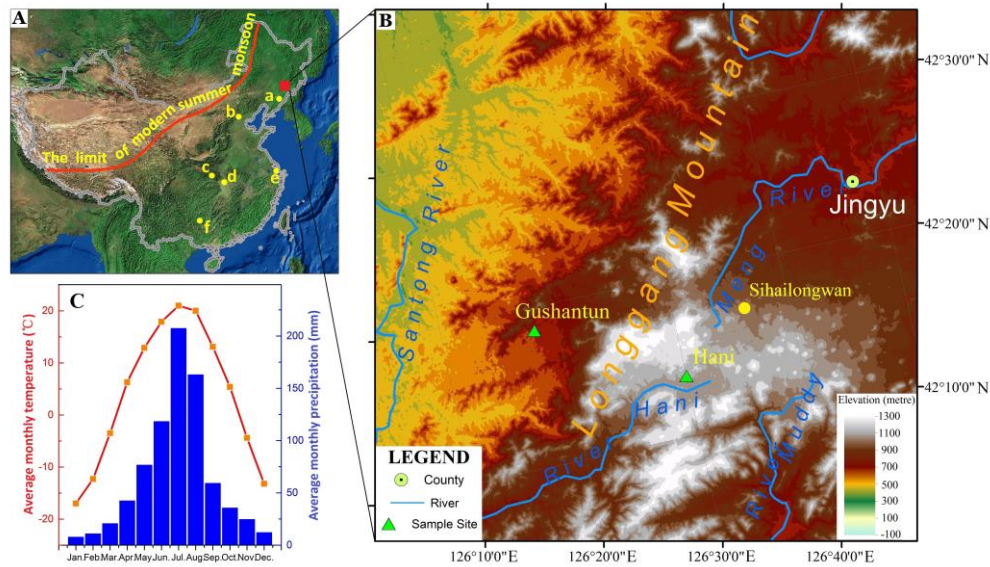 A
The limit of modern summer monsoon
a
b
c
d
e
f
B
Longgang Mountain
Santong River
Meng River
Jingyu
Sihailongwan
Gushantun
Hani
Hani River
Muddy River
42°30'0"N
42°20'0"N
42°10'0"N
126°10'0"E
126°20'0"E
126°30'0"E
126°40'0"E
LEGEND
County
River
Sample Site
Elevation (metre)
1300
1100
900
700
500
300
100
-100
C
Average monthly temperature (℃)
20
10
0
-10
-20
Average monthly precipitation (mm)
200
150
100
50
0
Jan. Feb. Mar. Apr. May. Jun. Jul. Aug. Sep. Oct. Nov. Dec.